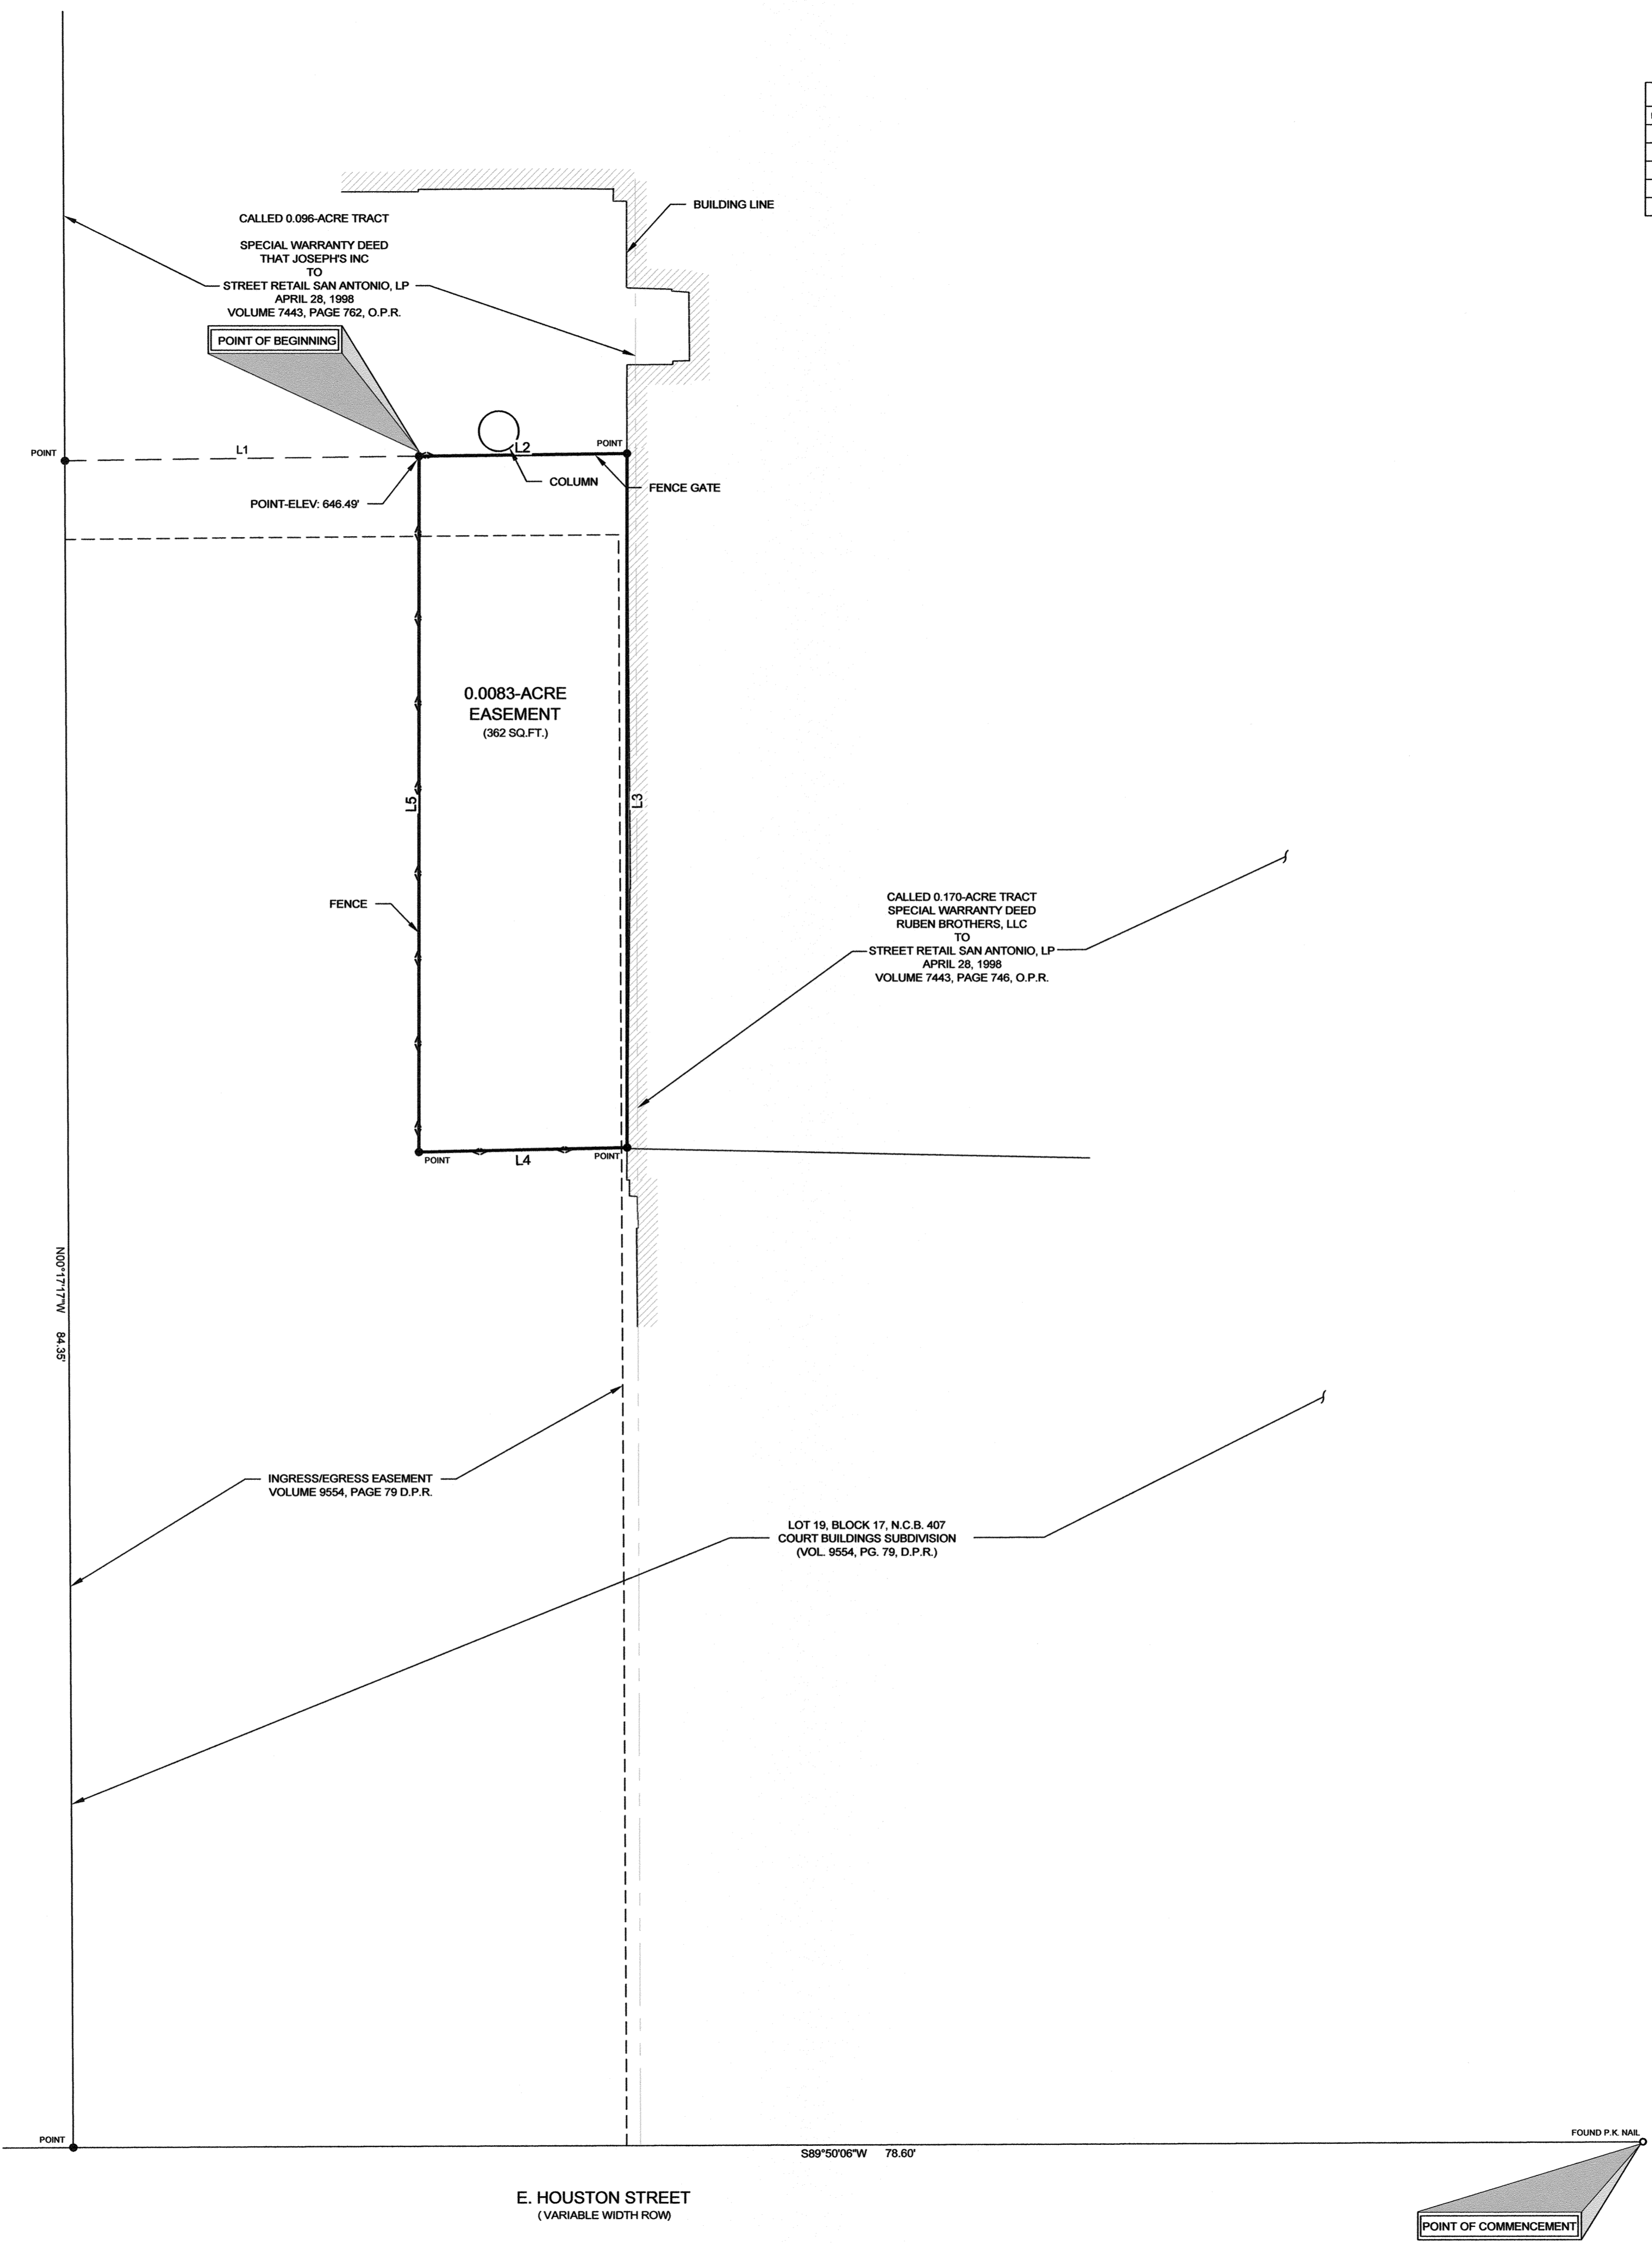 BUILDING LINE
CALLED 0.096-ACRE TRACT
SPECIAL WARRANTY DEED
THAT JOSEPH'S INC
TO
STREET RETAIL SAN ANTONIO, LP
APRIL 28, 1998
VOLUME 7443, PAGE 762, O.P.R.
POINT OF BEGINNING
POINT
L1
L2
POINT
COLUMN
FENCE GATE
POINT-ELEV: 646.49'
0.0083-ACRE
EASEMENT
(362 SQ.FT.)
L5
L3
FENCE
CALLED 0.170-ACRE TRACT
SPECIAL WARRANTY DEED
RUBEN BROTHERS, LLC
TO
STREET RETAIL SAN ANTONIO, LP
APRIL 28, 1998
VOLUME 7443, PAGE 746, O.P.R.
POINT
L4
POINT
N00°17'17"W 84.35'
INGRESS/EGRESS EASEMENT
VOLUME 9554, PAGE 79 D.P.R.
LOT 19, BLOCK 17, N.C.B. 407
COURT BUILDINGS SUBDIVISION
(VOL. 9554, PG. 79, D.P.R.)
POINT
FOUND P.K. NAIL
S89°50'06"W 78.60'
E. HOUSTON STREET
( VARIABLE WIDTH ROW)
POINT OF COMMENCEMENT